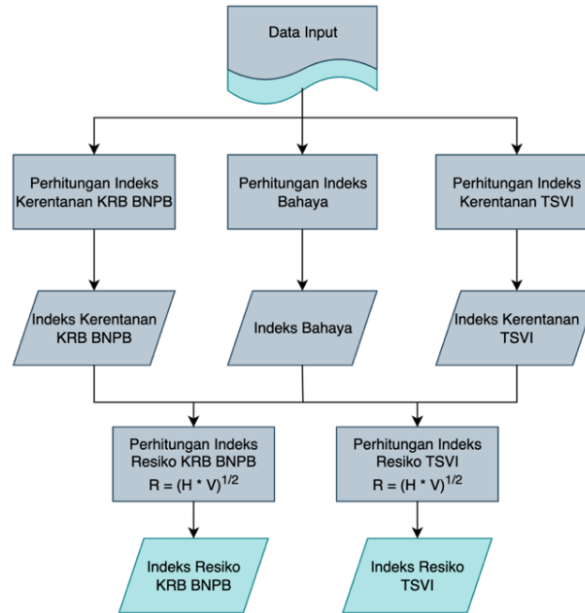 Data Input
Perhitungan Indeks
Kerentanan KRB BNPB
Perhitungan Indeks
Bahaya
Perhitungan Indeks
Kerentanan TSVI
Indeks Kerentanan
KRB BNPB
Indeks Bahaya
Indeks Kerentanan
TSVI
Perhitungan Indeks
Resiko KRB BNPB
R = (H * V)^1/2
Perhitungan Indeks
Resiko TSVI
R = (H * V)^1/2
Indeks Resiko
KRB BNPB
Indeks Resiko
TSVI